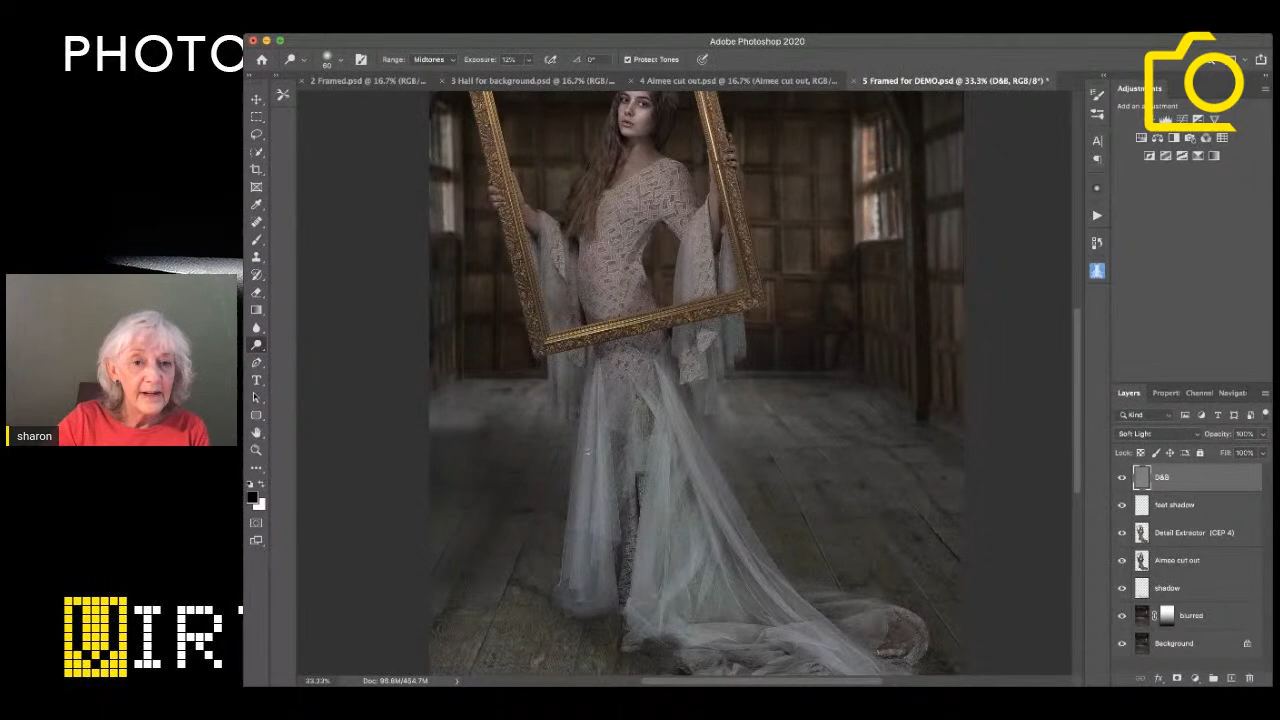 PHOTO
Adobe Photoshop 2020
60 Range: Midtones Exposure: 12% 0° Protect Tones
2 Framed.psd @ 16.7% (RGB/... 3 Hall for background.psd @ 16.7% (RGB/... 4 Aimee cut out.psd @ 16.7% (Aimee cut out, RGB/... 5 Framed for DEMO.psd @ 33.3% (D&B, RGB/8*) *
Adjustments
Add an adjustment
Layers Properti Channel Navigat
Kind
Soft Light Opacity: 100%
Lock: Fill: 100%
D&B
feet shadow
Detail Extractor (CEP 4)
Aimee cut out
shadow
blurred
Background
sharon
VIRT
33.33% Doc: 98.6M/454.7M